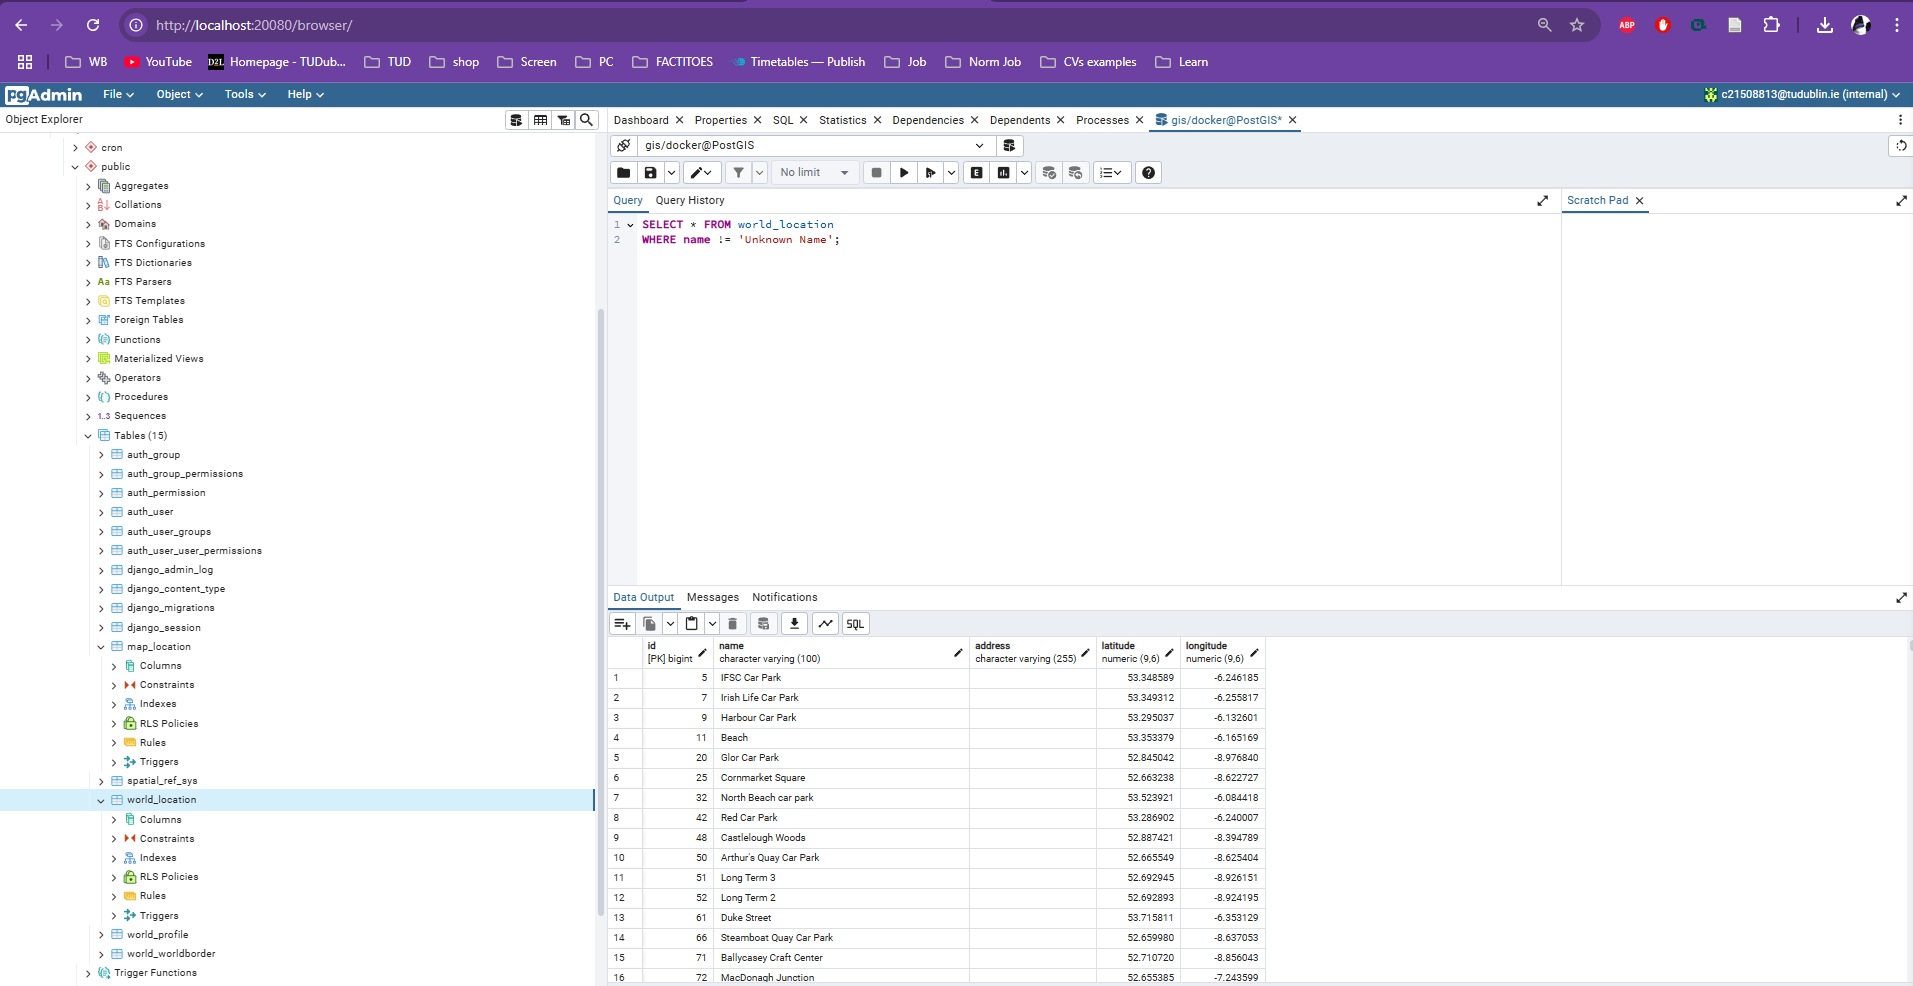 http://localhost:20080/browser/
ABP
WB YouTube D2L Homepage - TUDub... TUD shop Screen PC FACTITOES Timetables — Publish Job Norm Job CVs examples Learn
pgAdmin File Object Tools Help c21508813@tudublin.ie (internal)
Object Explorer
Dashboard Properties SQL Statistics Dependencies Dependents Processes gis/docker@PostGIS*
gis/docker@PostGIS
No limit
E
Query Query History
Scratch Pad
1 SELECT * FROM world_location
2 WHERE name != 'Unknown Name';
cron
public
Aggregates
Collations
Domains
FTS Configurations
FTS Dictionaries
Aa FTS Parsers
FTS Templates
Foreign Tables
Functions
Materialized Views
Operators
Procedures
1..3 Sequences
Tables (15)
auth_group
auth_group_permissions
auth_permission
auth_user
auth_user_groups
auth_user_user_permissions
django_admin_log
django_content_type
django_migrations
django_session
map_location
Columns
Constraints
Indexes
RLS Policies
Rules
Triggers
spatial_ref_sys
world_location
Columns
Constraints
Indexes
RLS Policies
Rules
Triggers
world_profile
world_worldborder
Trigger Functions
Data Output Messages Notifications
SQL
id name address latitude longitude
[PK] bigint character varying (100) character varying (255) numeric (9,6) numeric (9,6)
1 5 IFSC Car Park 53.348589 -6.246185
2 7 Irish Life Car Park 53.349312 -6.255817
3 9 Harbour Car Park 53.295037 -6.132601
4 11 Beach 53.353379 -6.165169
5 20 Glor Car Park 52.845042 -8.976840
6 25 Cornmarket Square 52.663238 -8.622727
7 32 North Beach car park 53.523921 -6.084418
8 42 Red Car Park 53.286902 -6.240007
9 48 Castlelough Woods 52.887421 -8.394789
10 50 Arthur's Quay Car Park 52.665549 -8.625404
11 51 Long Term 3 52.692945 -8.926151
12 52 Long Term 2 52.692893 -8.924195
13 61 Duke Street 53.715811 -6.353129
14 66 Steamboat Quay Car Park 52.659980 -8.637053
15 71 Ballycasey Craft Center 52.710720 -8.856043
16 72 MacDonagh Junction 52.655385 -7.243599